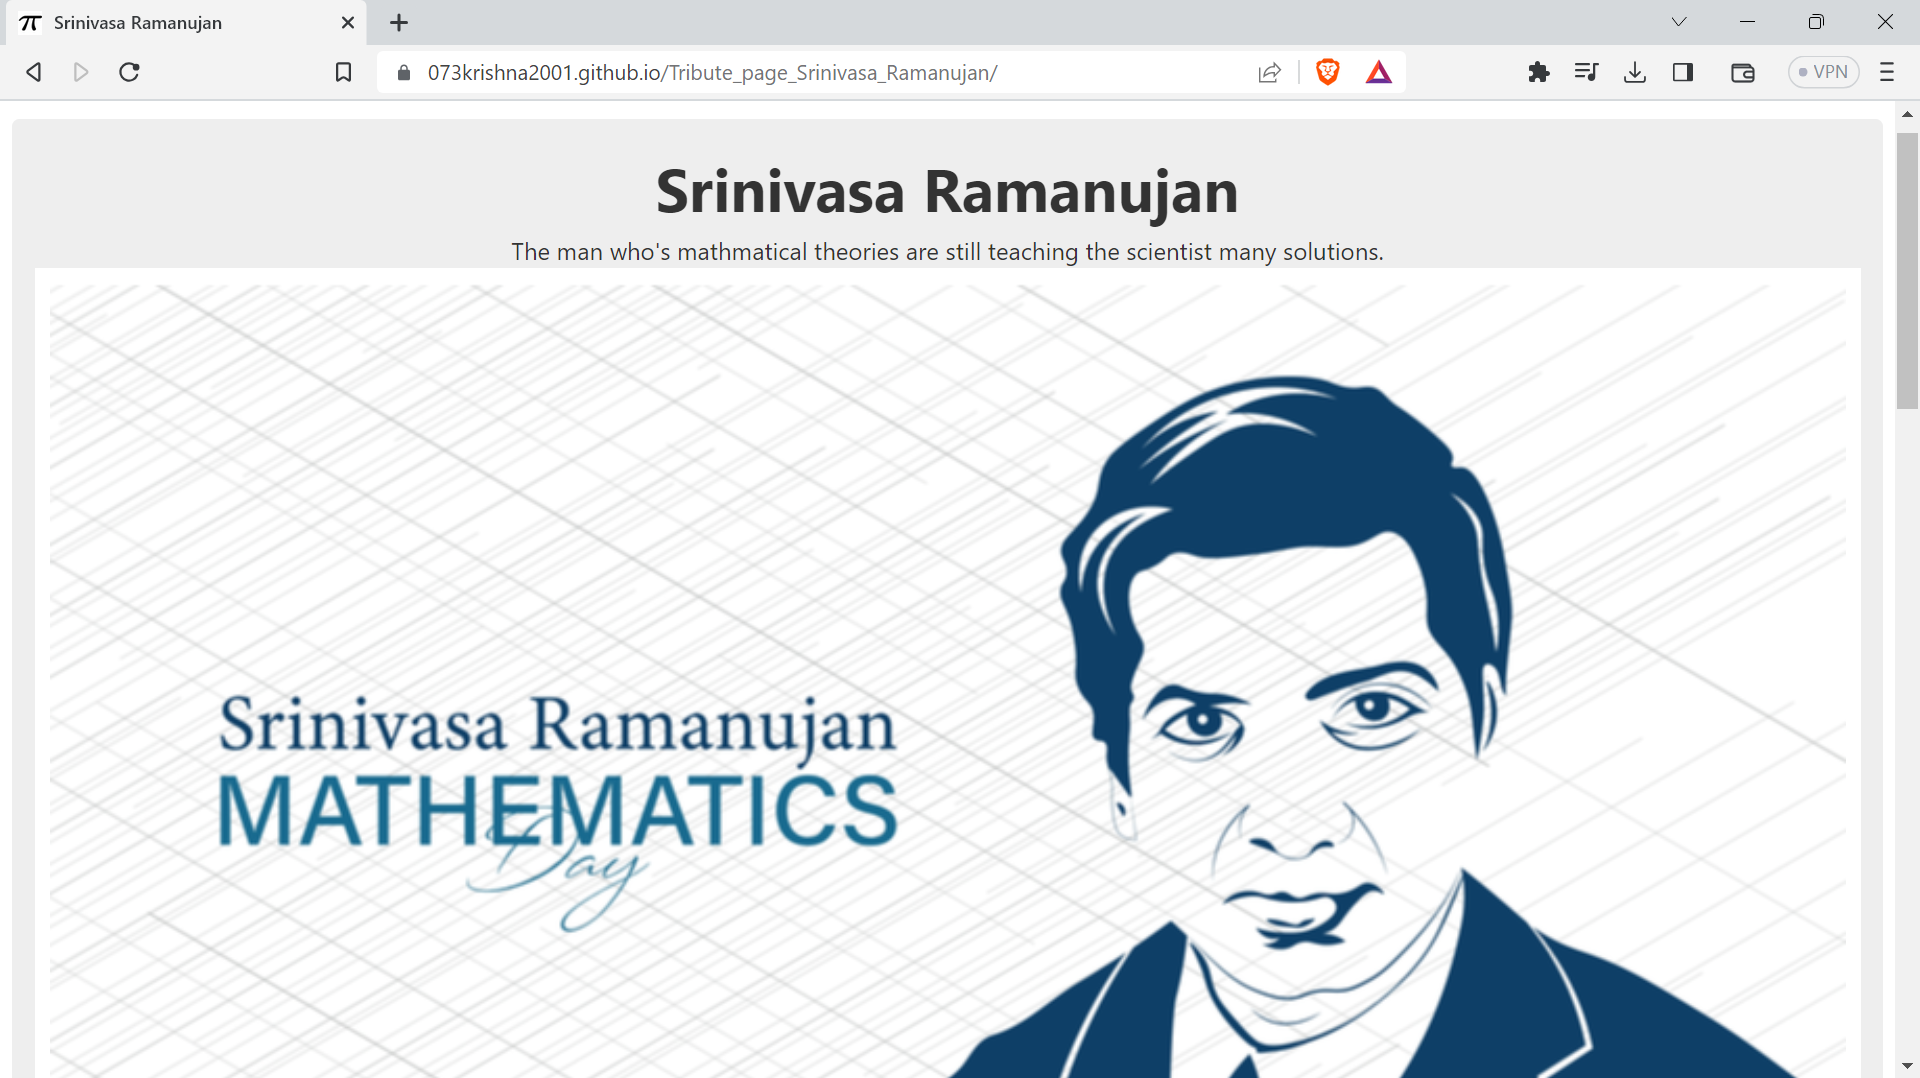 Srinivasa Ramanujan
073krishna2001.github.io/Tribute_page_Srinivasa_Ramanujan/
VPN
Srinivasa Ramanujan
The man who's mathmatical theories are still teaching the scientist many solutions.
Srinivasa Ramanujan
MATHEMATICS
Day